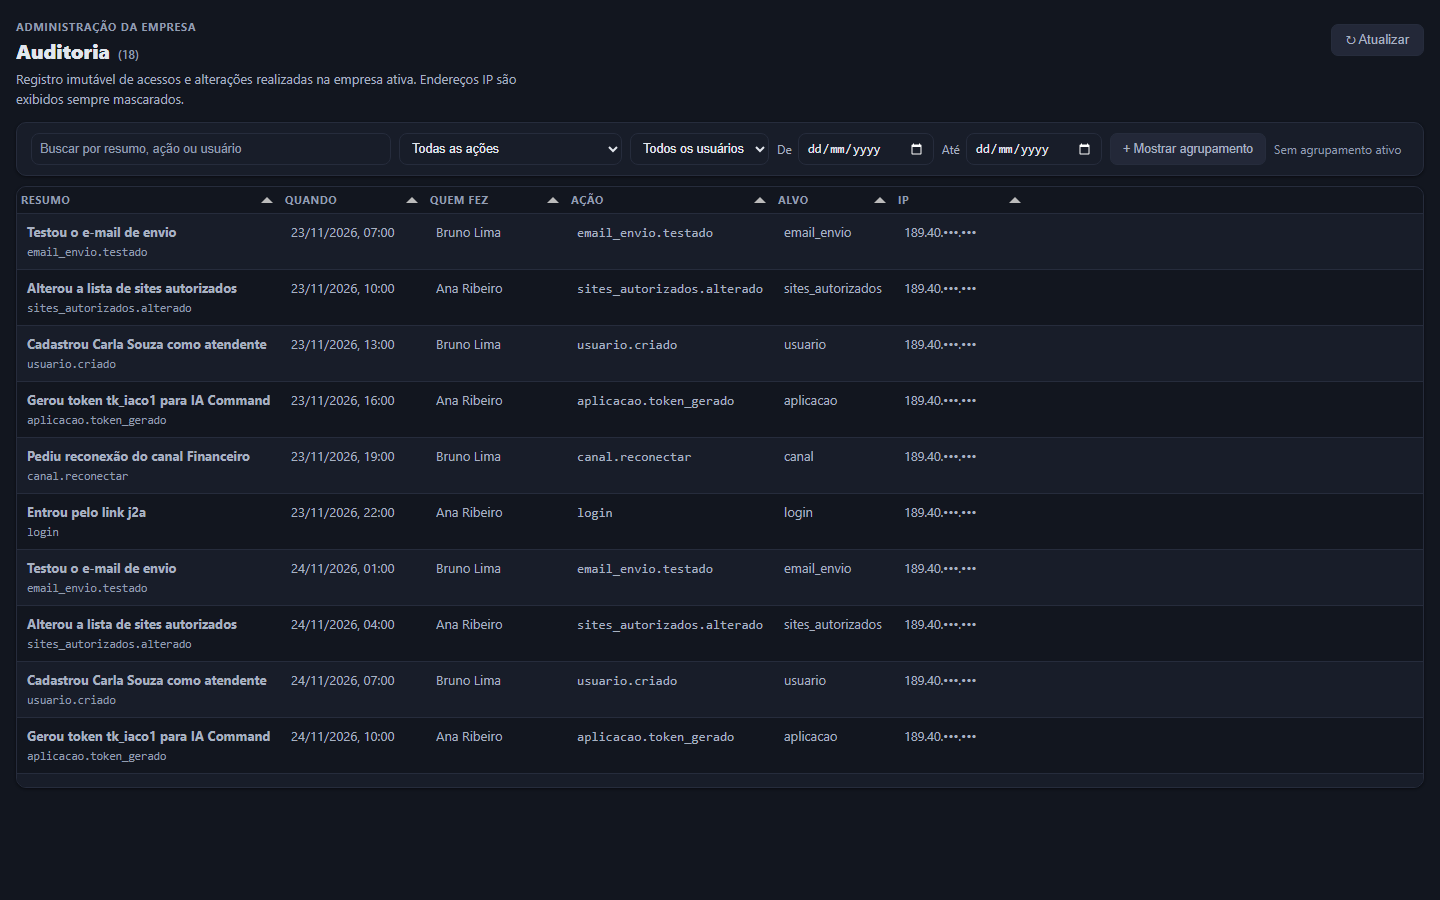 ADMINISTRAÇÃO DA EMPRESA
Auditoria (18)
↻ Atualizar
Registro imutável de acessos e alterações realizadas na empresa ativa. Endereços IP são
exibidos sempre mascarados.
Buscar por resumo, ação ou usuário Todas as ações Todos os usuários De dd/mm/yyyy Até dd/mm/yyyy + Mostrar agrupamento Sem agrupamento ativo
RESUMO QUANDO QUEM FEZ AÇÃO ALVO IP
Testou o e-mail de envio 23/11/2026, 07:00 Bruno Lima email_envio.testado email_envio 189.40.•••.•••
email_envio.testado
Alterou a lista de sites autorizados 23/11/2026, 10:00 Ana Ribeiro sites_autorizados.alterado sites_autorizados 189.40.•••.•••
sites_autorizados.alterado
Cadastrou Carla Souza como atendente 23/11/2026, 13:00 Bruno Lima usuario.criado usuario 189.40.•••.•••
usuario.criado
Gerou token tk_iaco1 para IA Command 23/11/2026, 16:00 Ana Ribeiro aplicacao.token_gerado aplicacao 189.40.•••.•••
aplicacao.token_gerado
Pediu reconexão do canal Financeiro 23/11/2026, 19:00 Bruno Lima canal.reconectar canal 189.40.•••.•••
canal.reconectar
Entrou pelo link j2a 23/11/2026, 22:00 Ana Ribeiro login login 189.40.•••.•••
login
Testou o e-mail de envio 24/11/2026, 01:00 Bruno Lima email_envio.testado email_envio 189.40.•••.•••
email_envio.testado
Alterou a lista de sites autorizados 24/11/2026, 04:00 Ana Ribeiro sites_autorizados.alterado sites_autorizados 189.40.•••.•••
sites_autorizados.alterado
Cadastrou Carla Souza como atendente 24/11/2026, 07:00 Bruno Lima usuario.criado usuario 189.40.•••.•••
usuario.criado
Gerou token tk_iaco1 para IA Command 24/11/2026, 10:00 Ana Ribeiro aplicacao.token_gerado aplicacao 189.40.•••.•••
aplicacao.token_gerado